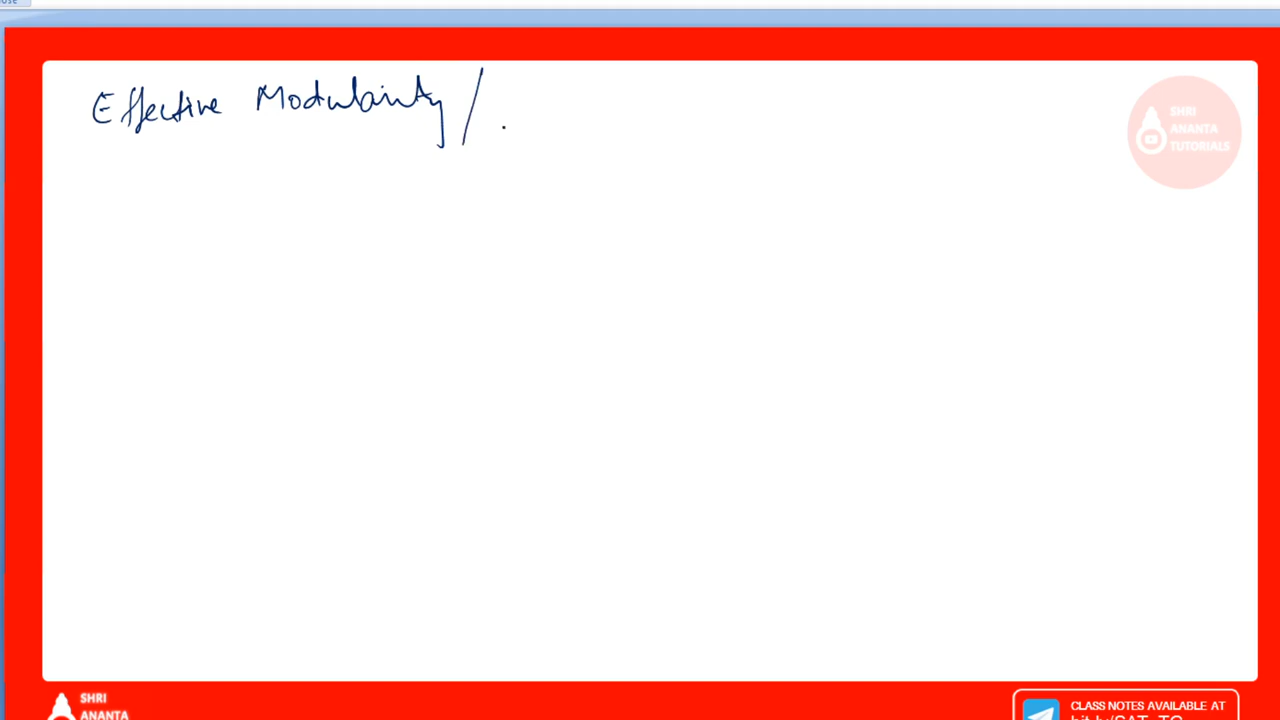 Effective Modularity /
SHRI
ANANTA
TUTORIALS
SHRI
ANANTA
CLASS NOTES AVAILABLE AT